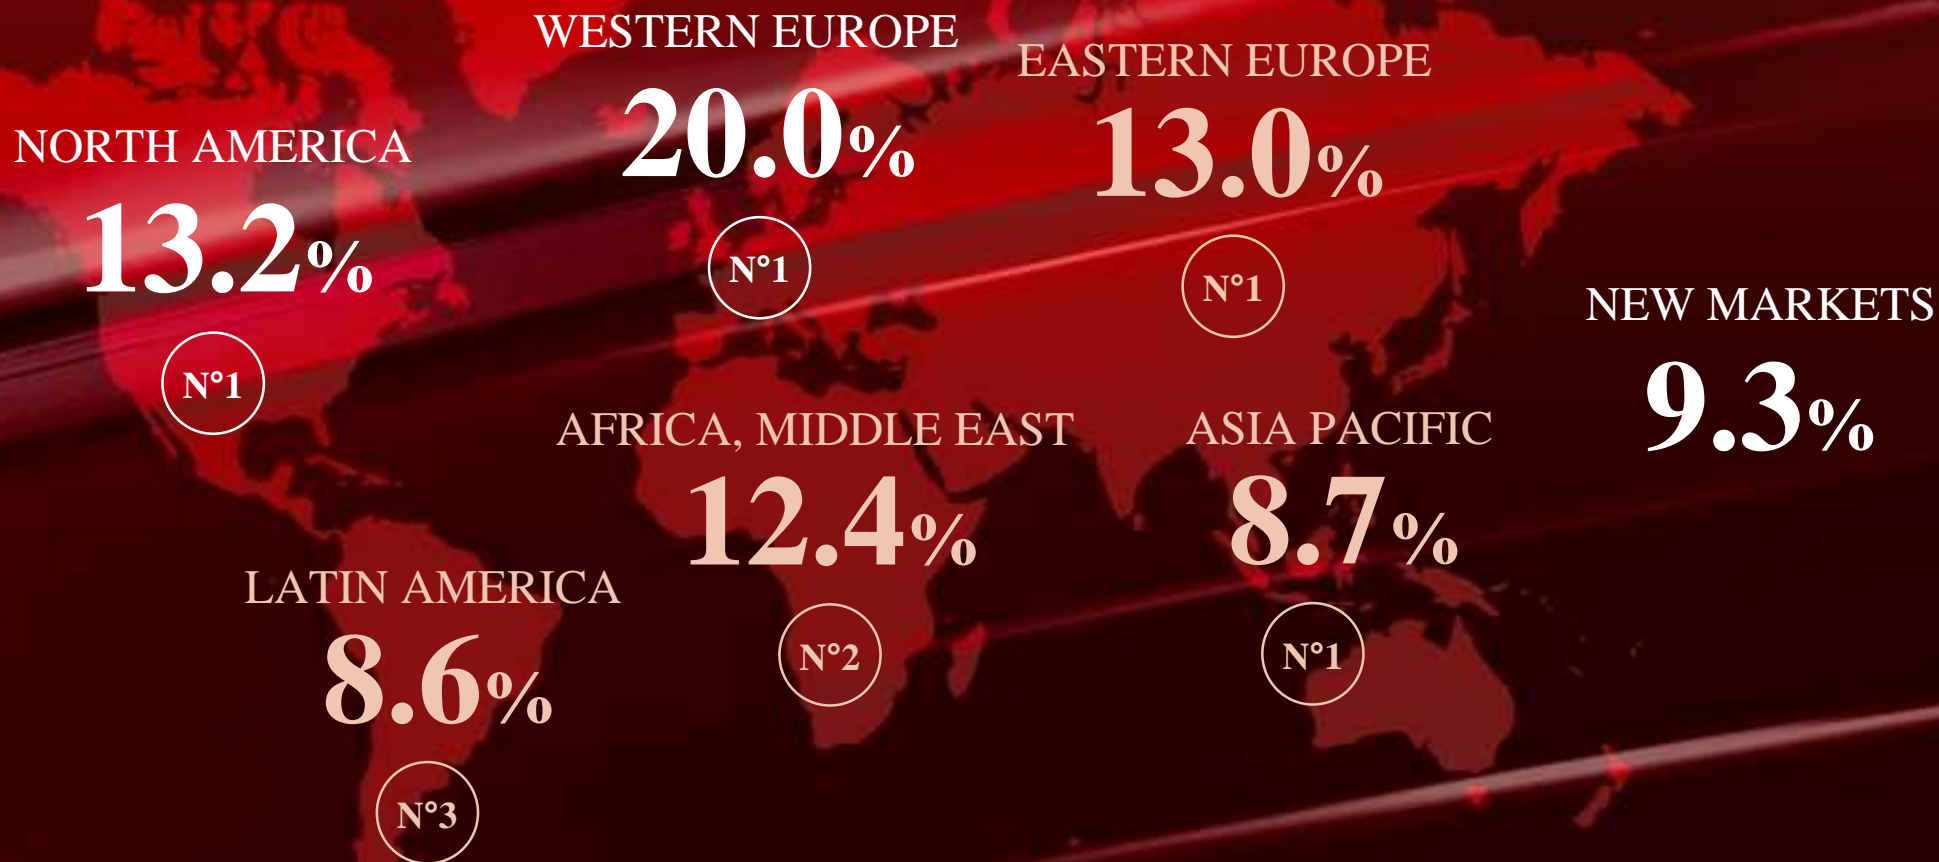 WESTERN EUROPE
20.0%
N°1
EASTERN EUROPE
13.0%
N°1
NORTH AMERICA
13.2%
N°1
NEW MARKETS
9.3%
AFRICA, MIDDLE EAST
12.4%
N°2
ASIA PACIFIC
8.7%
N°1
LATIN AMERICA
8.6%
N°3